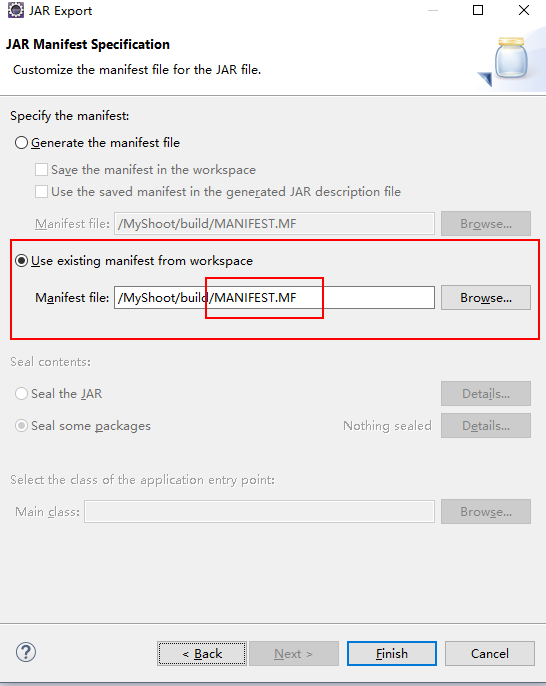 JAR Export
JAR Manifest Specification
Customize the manifest file for the JAR file.
Specify the manifest:
Generate the manifest file
Save the manifest in the workspace
Use the saved manifest in the generated JAR description file
Manifest file: /MyShoot/build/MANIFEST.MF Browse...
Use existing manifest from workspace
Manifest file: /MyShoot/build/MANIFEST.MF Browse...
Seal contents:
Seal the JAR Details...
Seal some packages Nothing sealed Details...
Select the class of the application entry point:
Main class: Browse...
? < Back Next > Finish Cancel